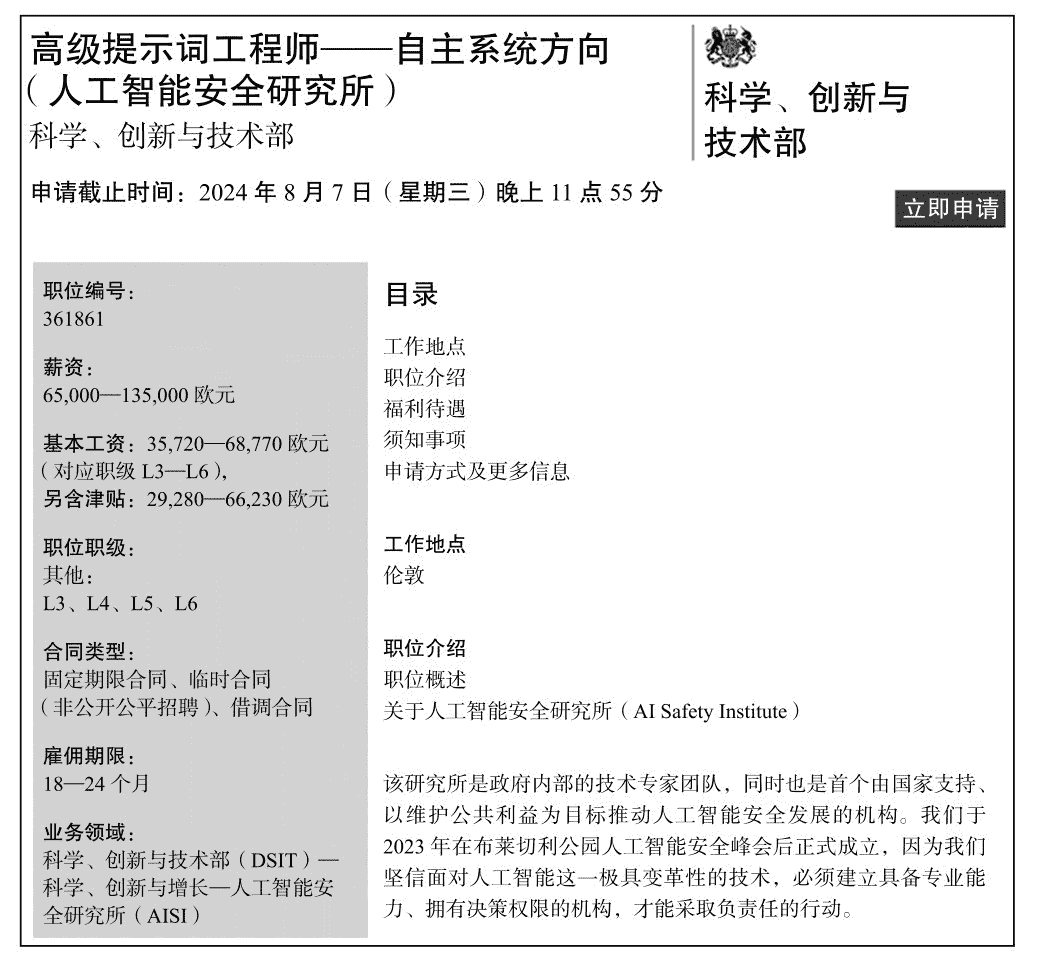 高级提示词工程师——自主系统方向
（人工智能安全研究所）
科学、创新与技术部
科学、创新与
技术部
申请截止时间：2024 年 8 月 7 日（星期三）晚上 11 点 55 分
立即申请
职位编号：
361861
薪资：
65,000—135,000 欧元
基本工资：35,720—68,770 欧元
（对应职级 L3—L6），
另含津贴：29,280—66,230 欧元
职位职级：
其他：
L3、L4、L5、L6
合同类型：
固定期限合同、临时合同
（非公开公平招聘）、借调合同
雇佣期限：
18—24 个月
业务领域：
科学、创新与技术部（DSIT）—
科学、创新与增长—人工智能安
全研究所（AISI）
目录
工作地点
职位介绍
福利待遇
须知事项
申请方式及更多信息
工作地点
伦敦
职位介绍
职位概述
关于人工智能安全研究所（AI Safety Institute）
该研究所是政府内部的技术专家团队，同时也是首个由国家支持、
以维护公共利益为目标推动人工智能安全发展的机构。我们于
2023 年在布莱切利公园人工智能安全峰会后正式成立，因为我们
坚信面对人工智能这一极具变革性的技术，必须建立具备专业能
力、拥有决策权限的机构，才能采取负责任的行动。